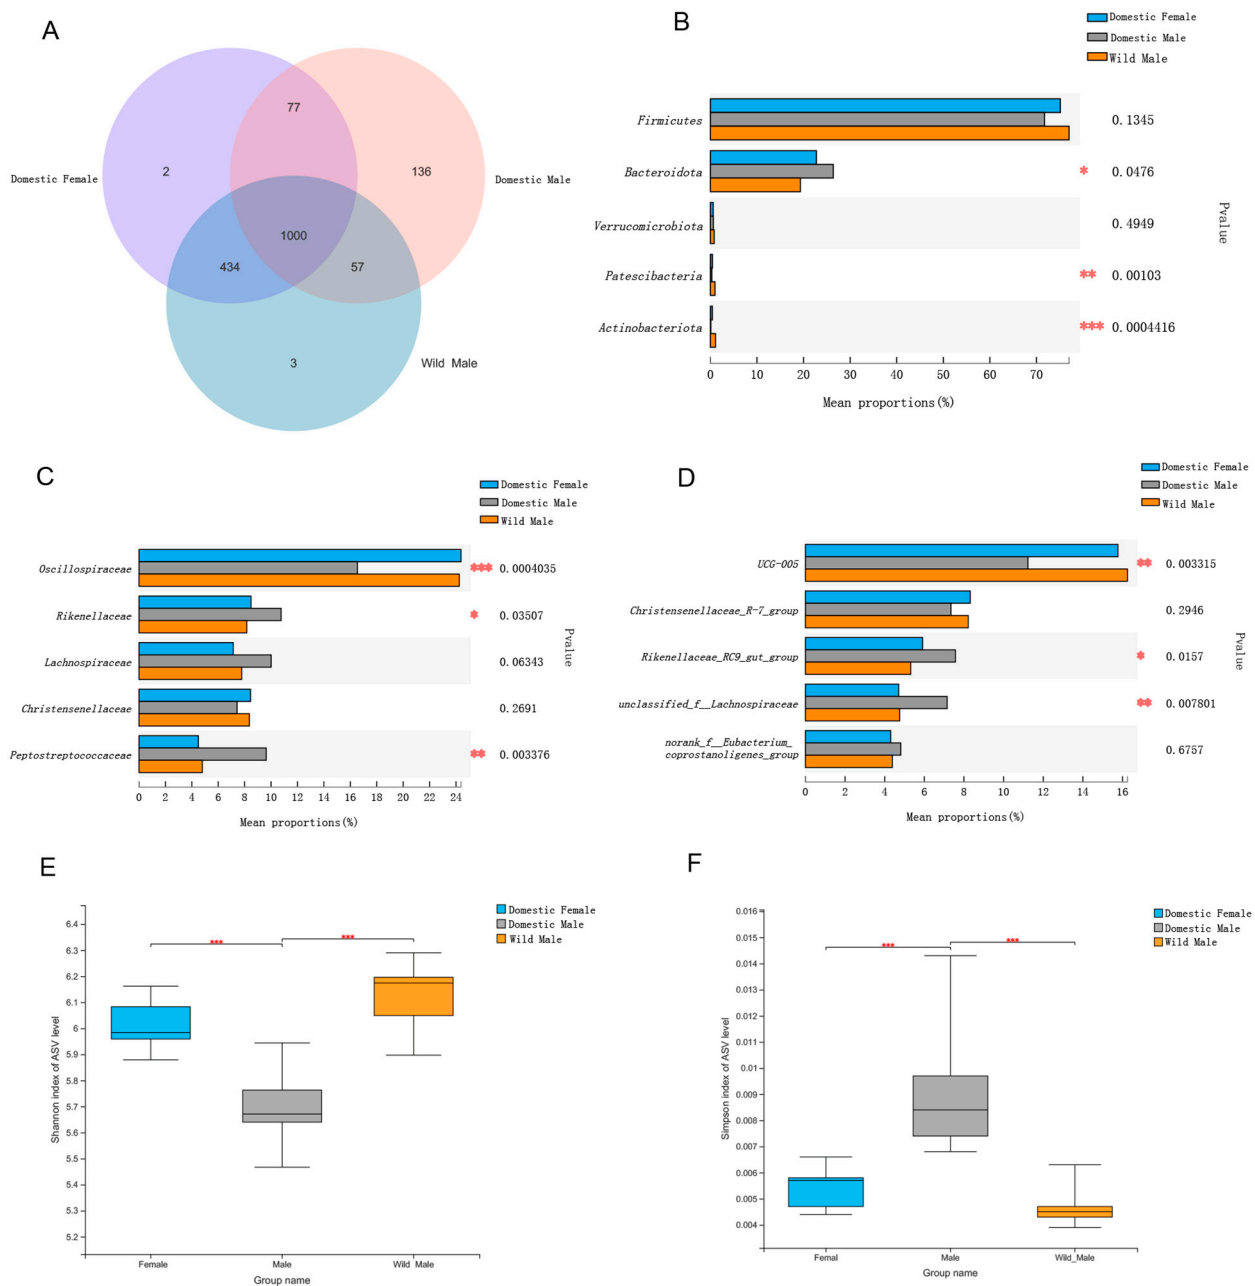 A
77
Domestic Female
2
136
Domestic Male
1000
434
57
3
Wild Male
B
Domestic Female
Domestic Male
Wild Male
Firmicutes
0.1345
Bacteroidota
* 0.0476
Verrucomicrobiota
0.4949
Patescibacteria
** 0.00103
Actinobacteriota
*** 0.0004416
Pvalue
0 10 20 30 40 50 60 70
Mean proportions(%)
C
Domestic Female
Domestic Male
Wild Male
Oscillospiraceae
*** 0.0004035
Rikenellaceae
* 0.03507
Lachnospiraceae
0.06343
Christensenellaceae
0.2691
Peptostreptococcaceae
** 0.003376
Pvalue
0 2 4 6 8 10 12 14 16 18 20 22 24
Mean proportions(%)
D
Domestic Female
Domestic Male
Wild Male
UCG-005
** 0.003315
Christensenellaceae_R-7_group
0.2946
Rikenellaceae_RC9_gut_group
* 0.0157
unclassified_f__Lachnospiraceae
** 0.007801
norank_f__Eubacterium_
coprostanoligenes_group
0.6757
Pvalue
0 2 4 6 8 10 12 14 16
Mean proportions(%)
E
Domestic Female
Domestic Male
Wild Male
Shannon index of ASV level
6.4
6.3
6.2
6.1
6
5.9
5.8
5.7
5.6
5.5
5.4
5.3
5.2
***
***
Female Male Wild Male
Group name
F
Domestic Female
Domestic Male
Wild Male
Simpson index of ASV level
0.016
0.015
0.014
0.013
0.012
0.011
0.01
0.009
0.008
0.007
0.006
0.005
0.004
***
***
Femal Male Wild_Male
Group name